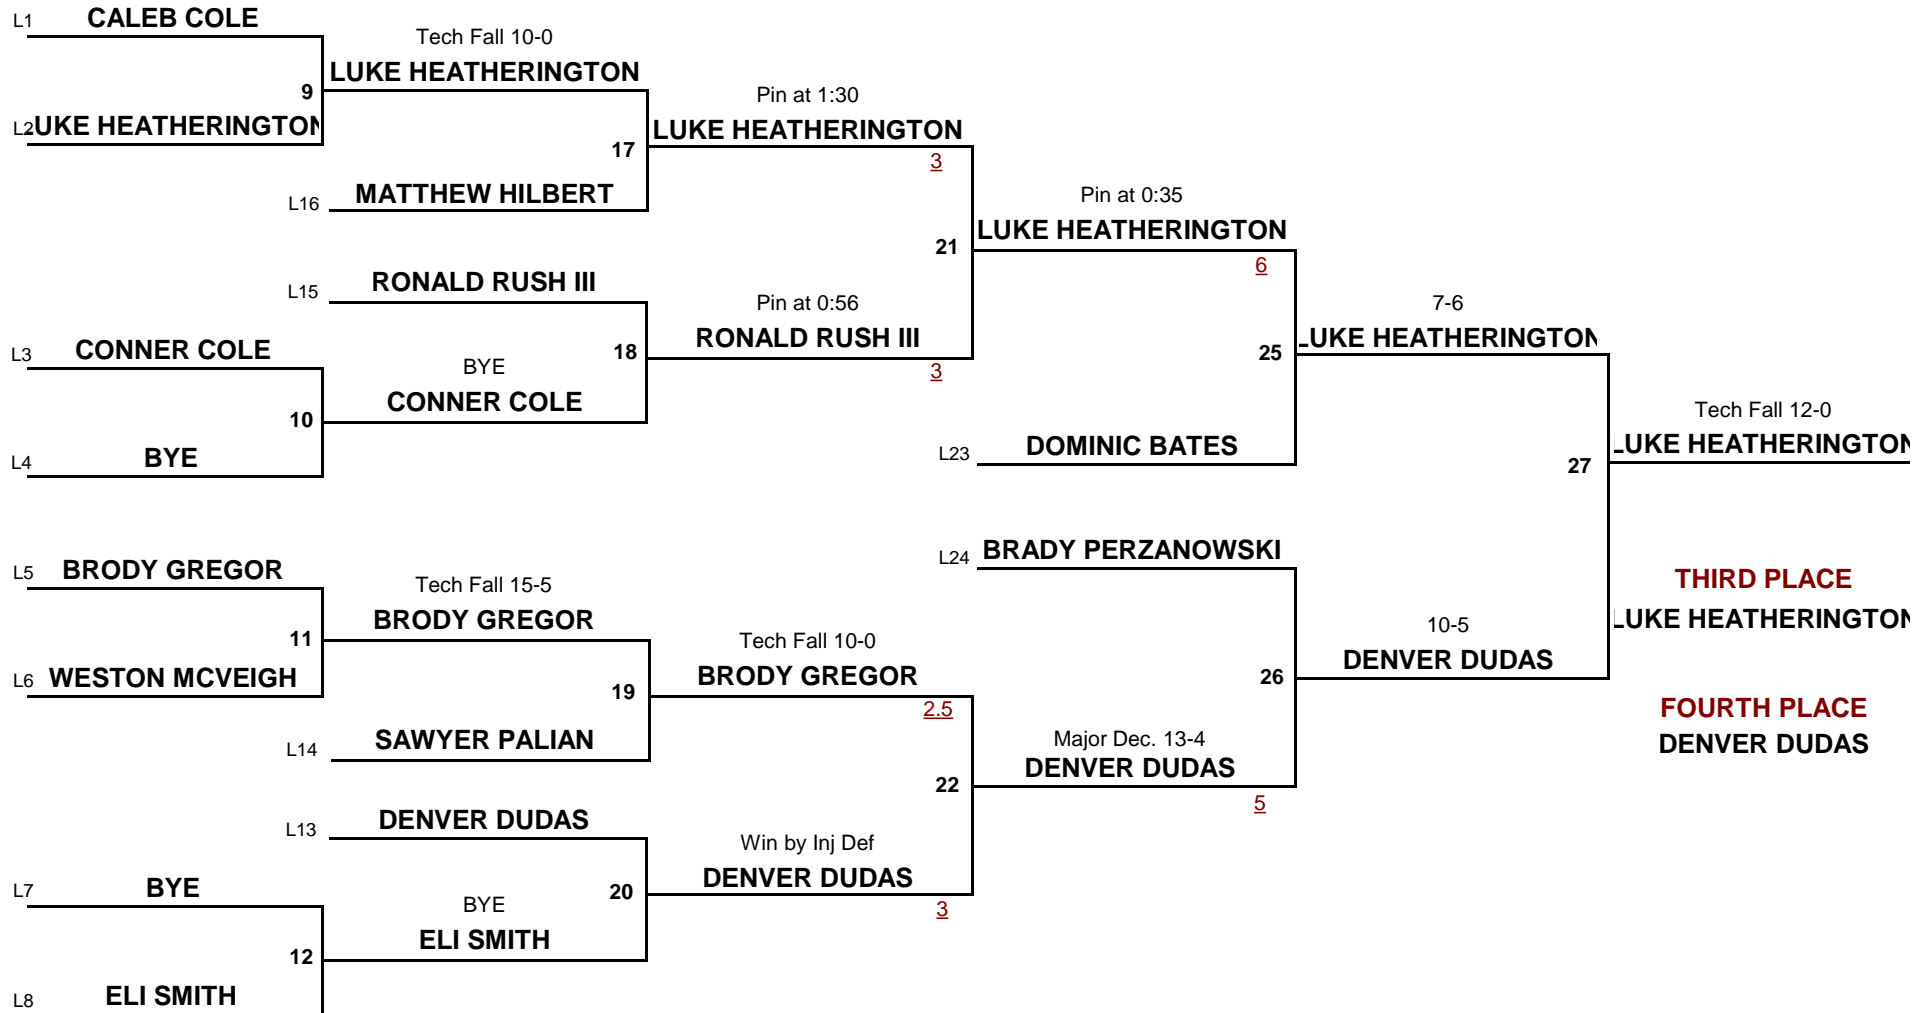 L1 CALEB COLE
Tech Fall 10-0
LUKE HEATHERINGTON
9
L2 UKE HEATHERINGTON
Pin at 1:30
LUKE HEATHERINGTON
3
17
L16 MATTHEW HILBERT
Pin at 0:35
LUKE HEATHERINGTON
6
21
L15 RONALD RUSH III
Pin at 0:56
RONALD RUSH III
3
18
L3 CONNER COLE
BYE
CONNER COLE
10
L4 BYE
7-6
LUKE HEATHERINGTON
25
L23 DOMINIC BATES
Tech Fall 12-0
LUKE HEATHERINGTON
27
L5 BRODY GREGOR
Tech Fall 15-5
BRODY GREGOR
11
L6 WESTON MCVEIGH
L24 BRADY PERZANOWSKI
THIRD PLACE
LUKE HEATHERINGTON
Tech Fall 10-0
BRODY GREGOR
2.5
19
L14 SAWYER PALIAN
10-5
DENVER DUDAS
26
FOURTH PLACE
DENVER DUDAS
Major Dec. 13-4
DENVER DUDAS
5
22
L13 DENVER DUDAS
Win by Inj Def
DENVER DUDAS
3
20
L7 BYE
BYE
ELI SMITH
12
L8 ELI SMITH